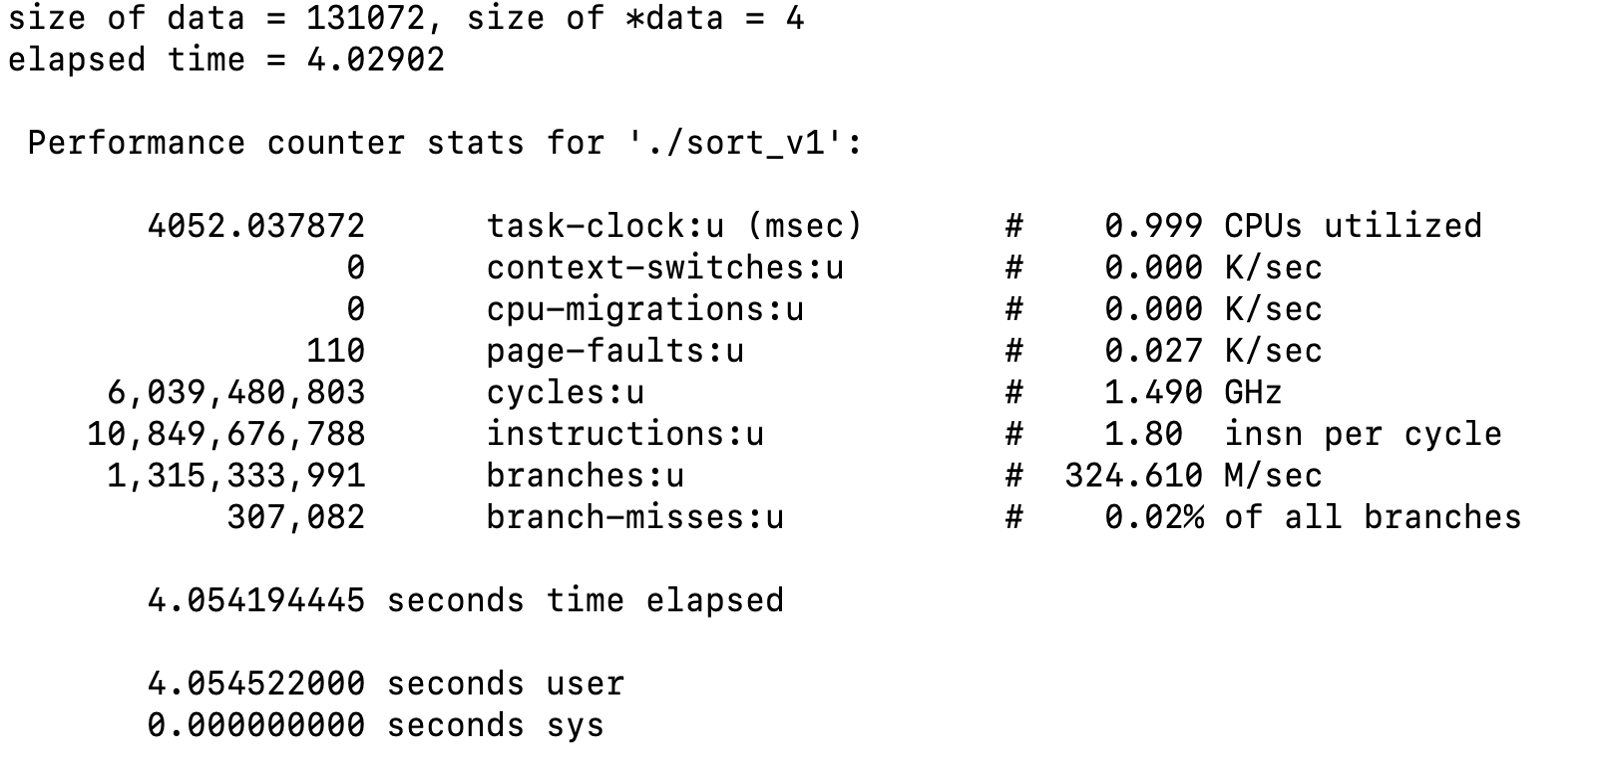 size of data = 131072, size of *data = 4
elapsed time = 4.02902
Performance counter stats for './sort_v1':
4052.037872 task-clock:u (msec) # 0.999 CPUs utilized
0 context-switches:u # 0.000 K/sec
0 cpu-migrations:u # 0.000 K/sec
110 page-faults:u # 0.027 K/sec
6,039,480,803 cycles:u # 1.490 GHz
10,849,676,788 instructions:u # 1.80 insn per cycle
1,315,333,991 branches:u # 324.610 M/sec
307,082 branch-misses:u # 0.02% of all branches
4.054194445 seconds time elapsed
4.054522000 seconds user
0.000000000 seconds sys